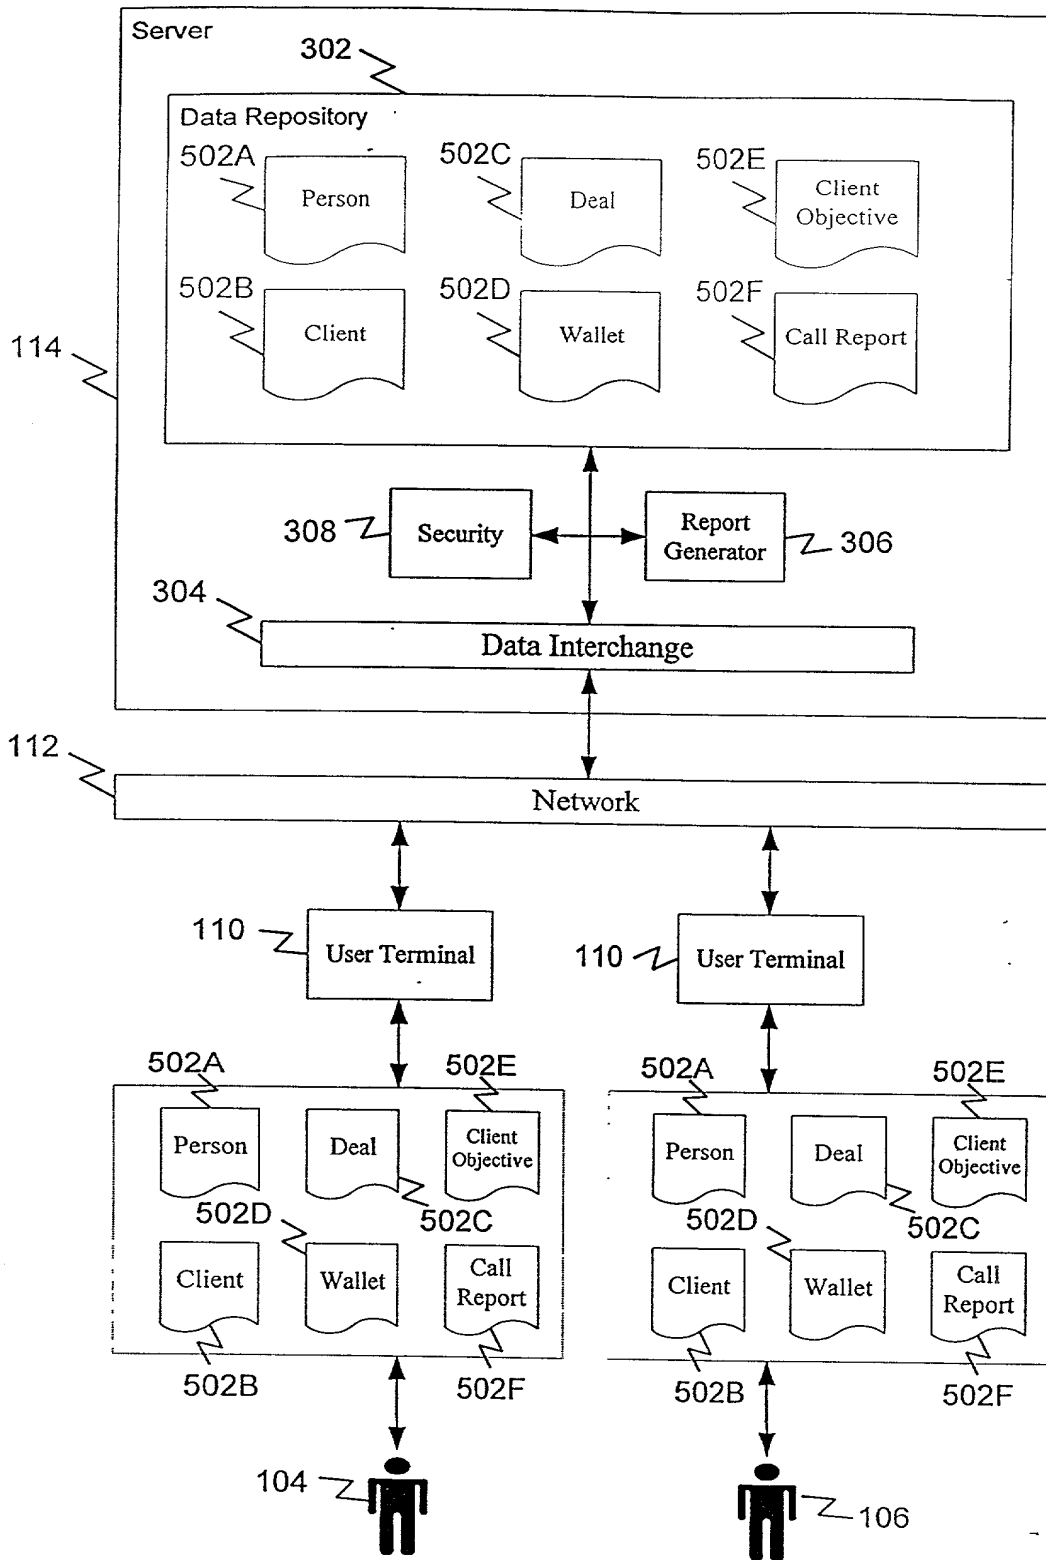 Server
302
Data Repository
502A
502C
502E
Person
Deal
Client
Objective
502B
502D
502F
Client
Wallet
Call Report
114
308
Security
Report
Generator
306
304
Data Interchange
112
Network
110
User Terminal
110
User Terminal
502A
502E
502A
502E
Person
Deal
Client
Objective
Person
Deal
Client
Objective
502D
502C
502D
502C
Client
Wallet
Call
Report
Client
Wallet
Call
Report
502B
502F
502B
502F
104
106